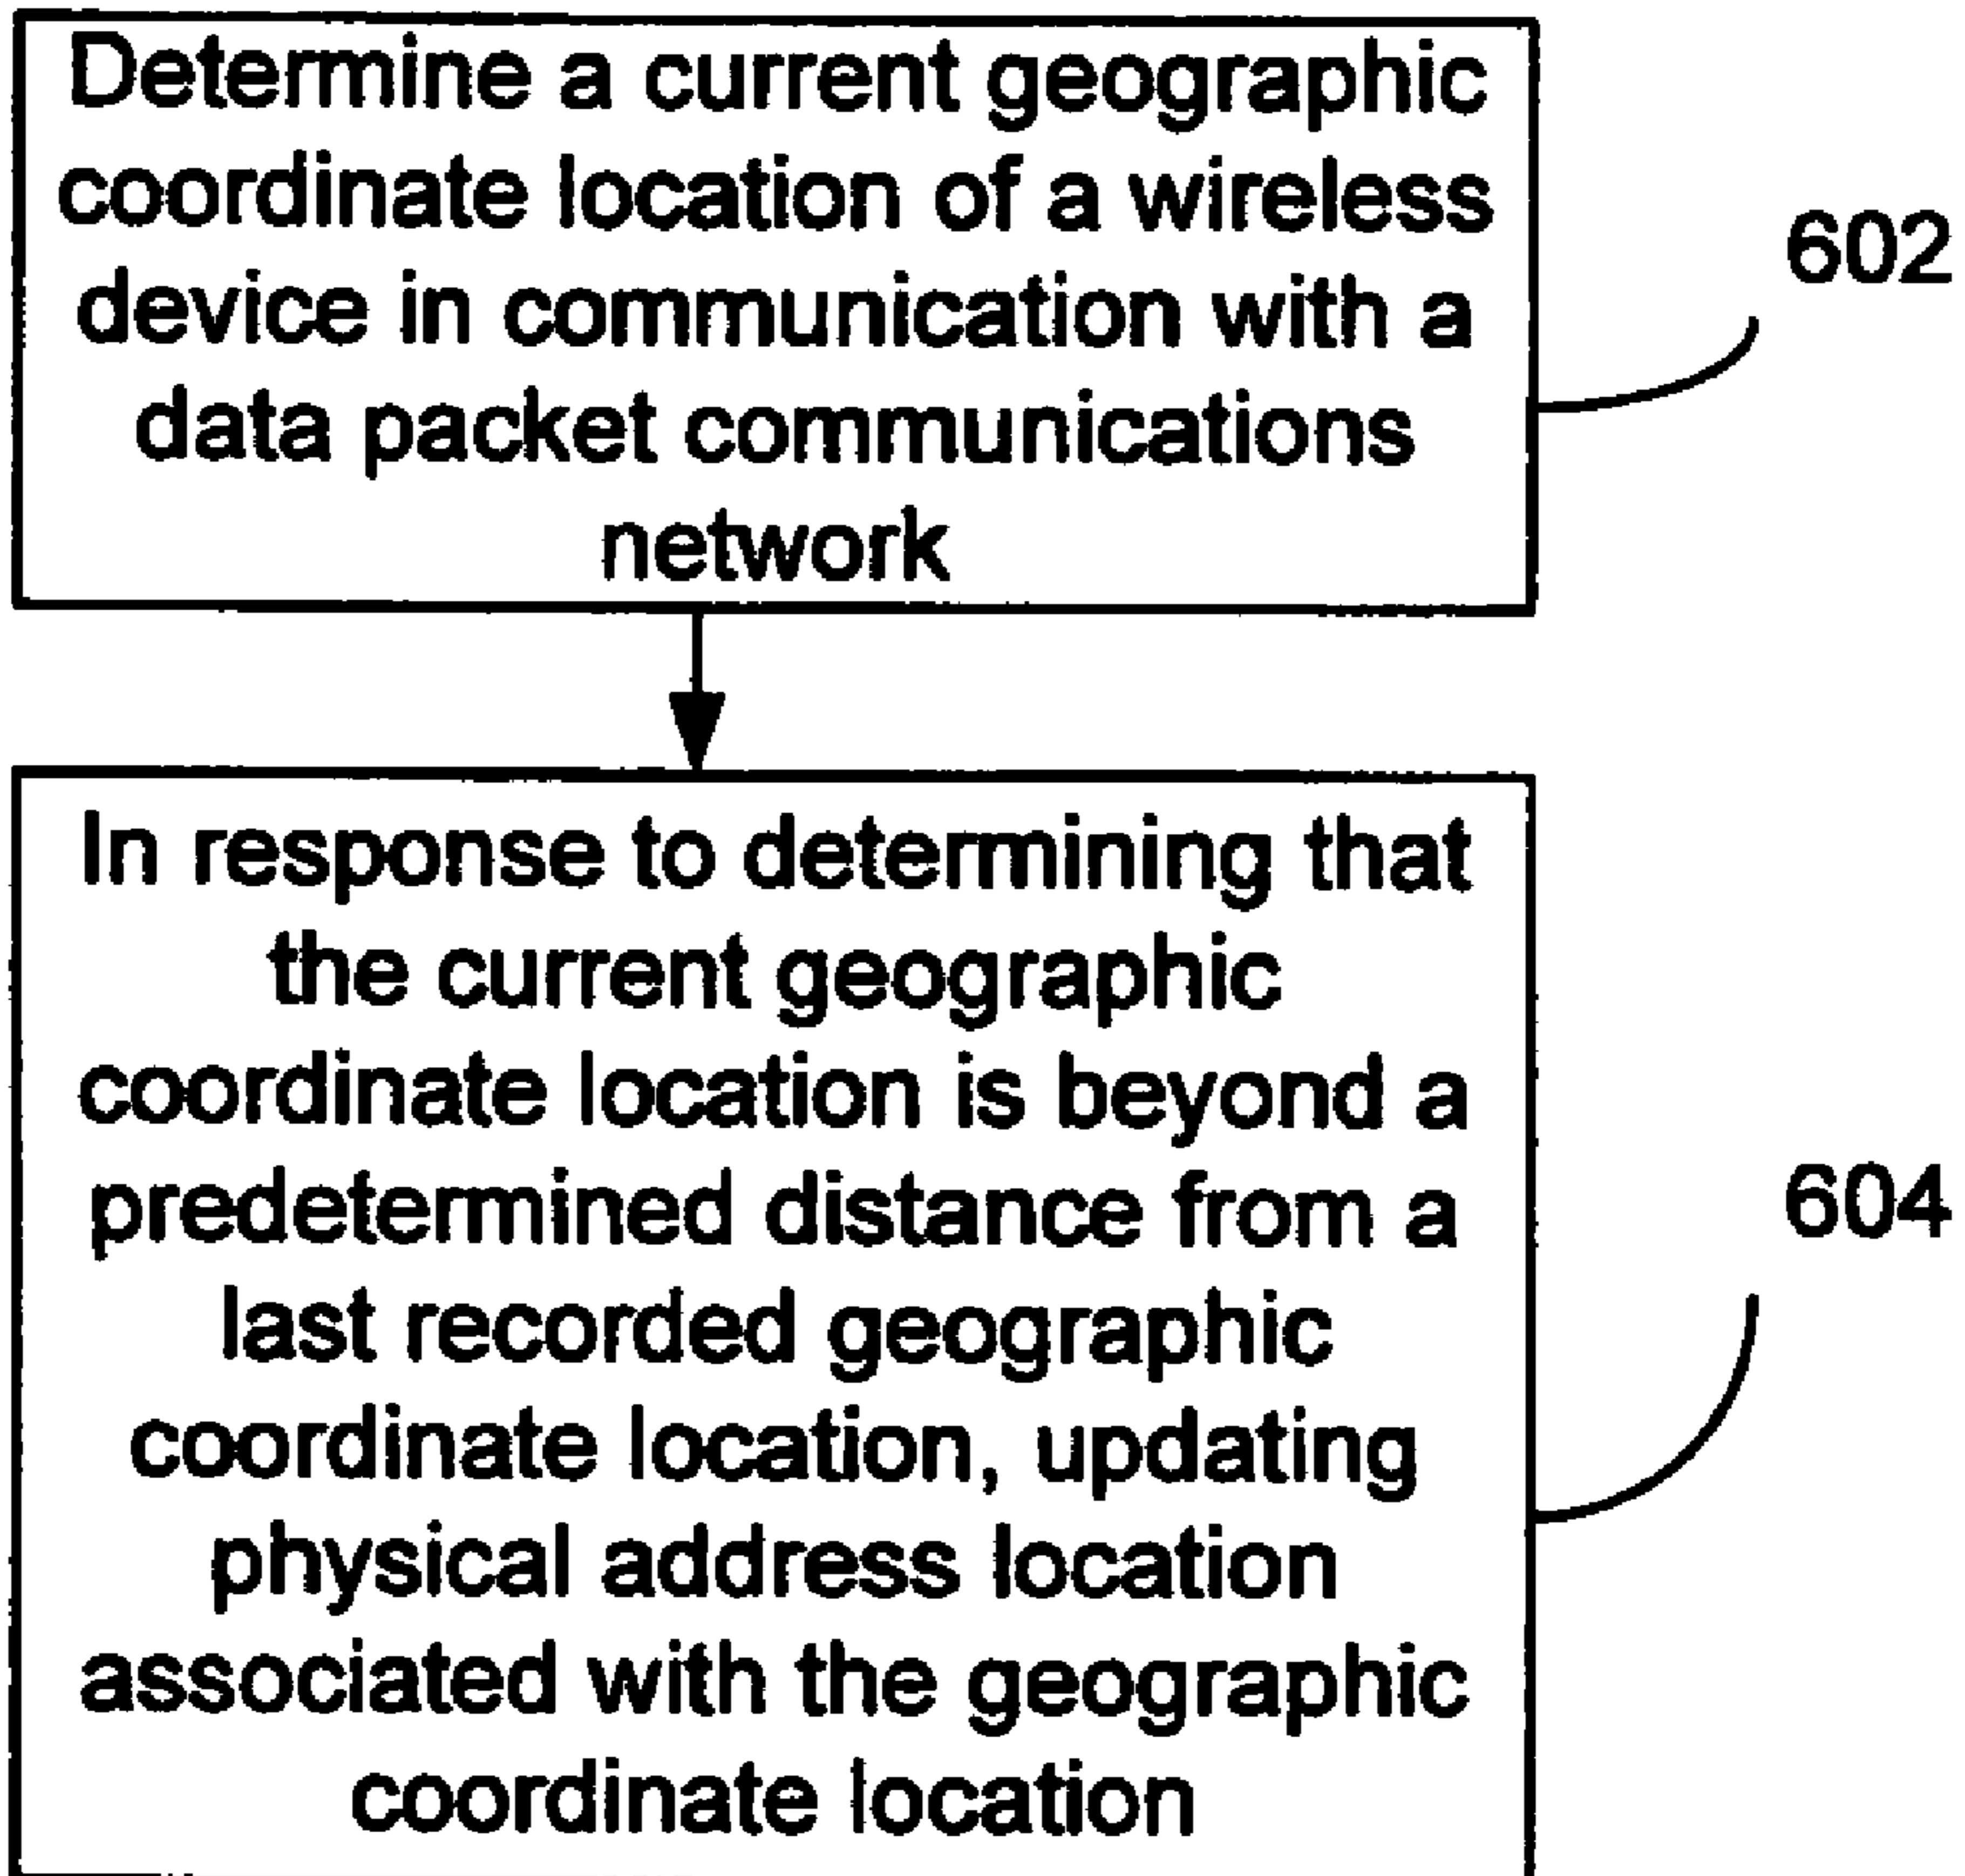 Determine a current geographic
coordinate location of a wireless
device in communication with a
data packet communications
network
602
In response to determining that
the current geographic
coordinate location is beyond a
predetermined distance from a
last recorded geographic
coordinate location, updating
physical address location
associated with the geographic
coordinate location
604